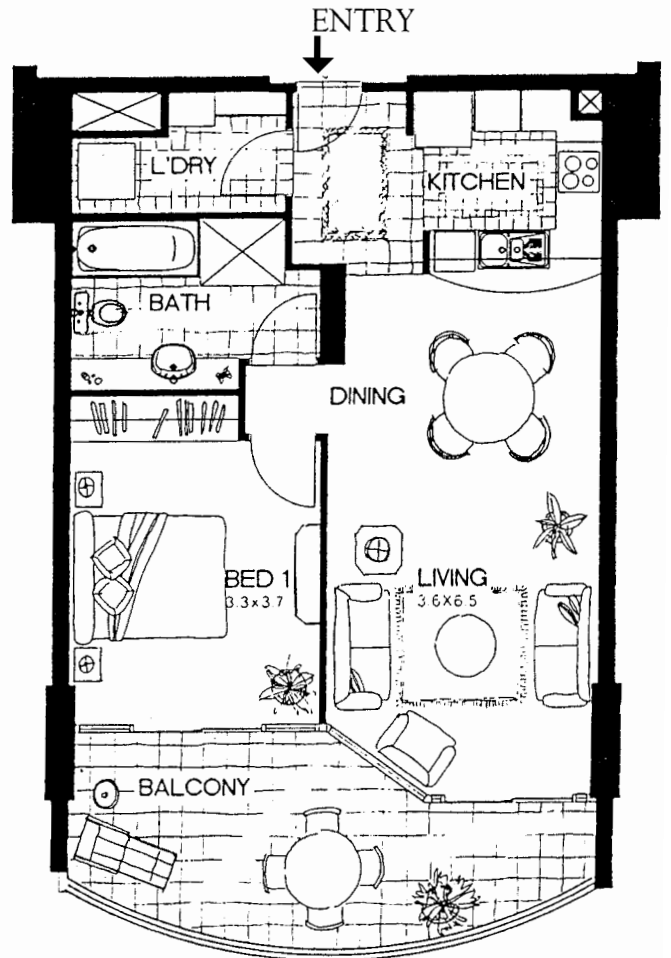 ENTRY
L'DRY
KITCHEN
BATH
DINING
BED 1
3.3x3.7
LIVING
3.6x6.5
BALCONY